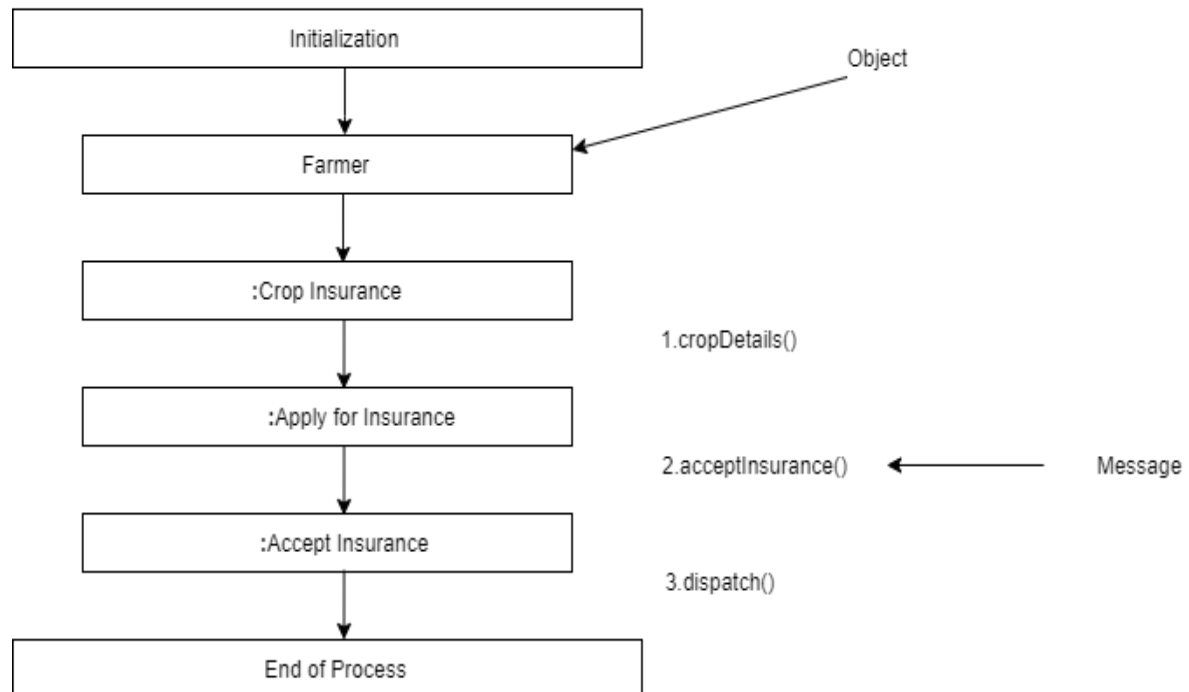 Initialization
Object
Farmer
:Crop Insurance
1.cropDetails()
:Apply for Insurance
2.acceptInsurance()
Message
:Accept Insurance
3.dispatch()
End of Process